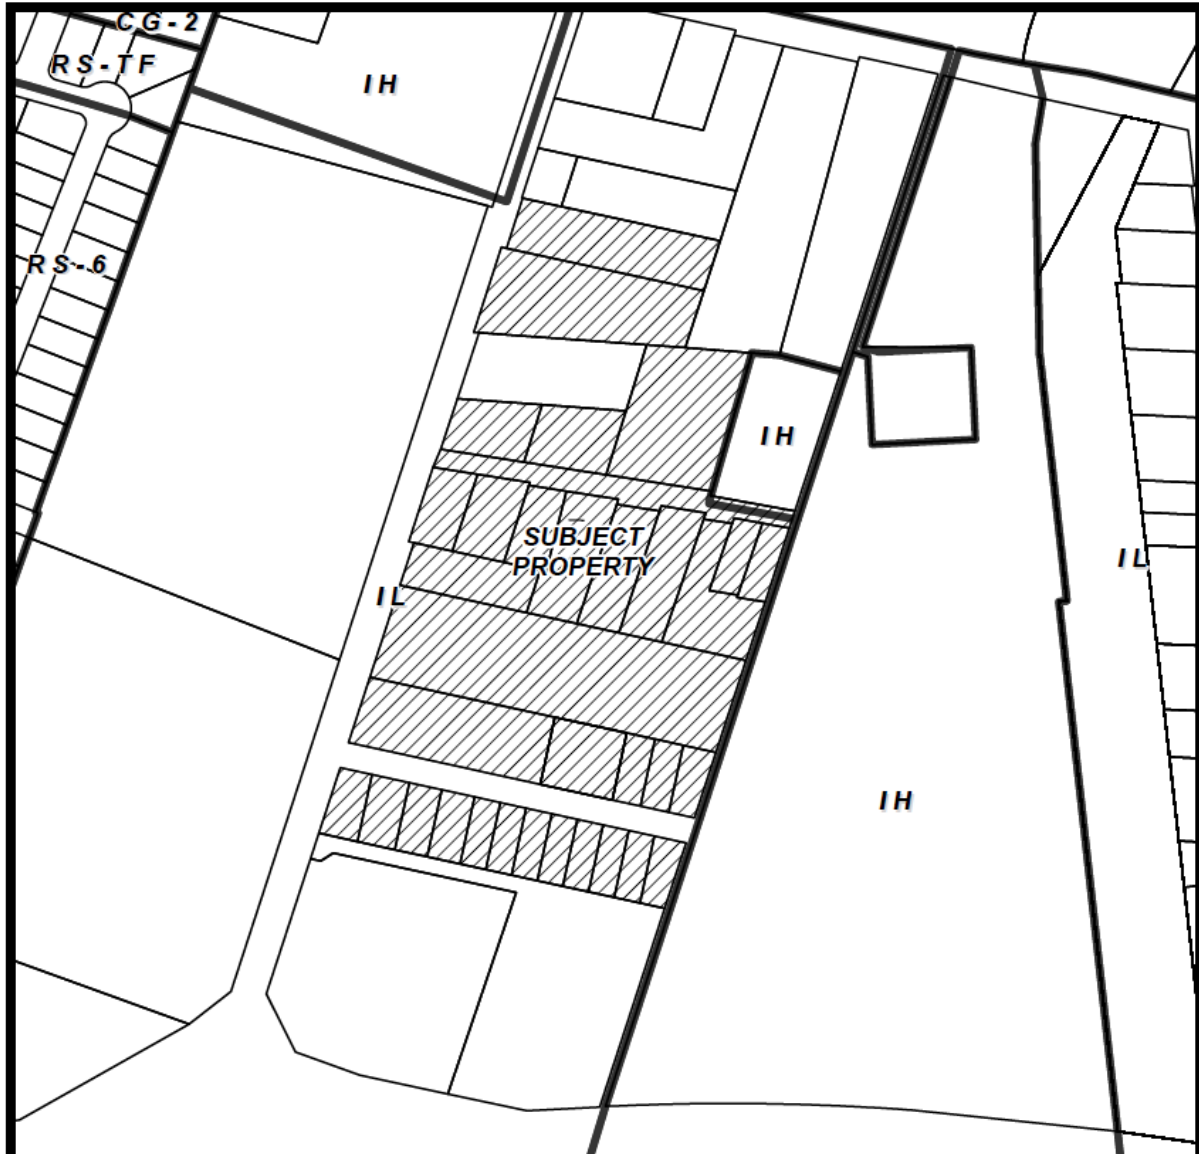 CG-2
RS-TF
IH
RS-6
IH
SUBJECT
PROPERTY
IL
IL
IH